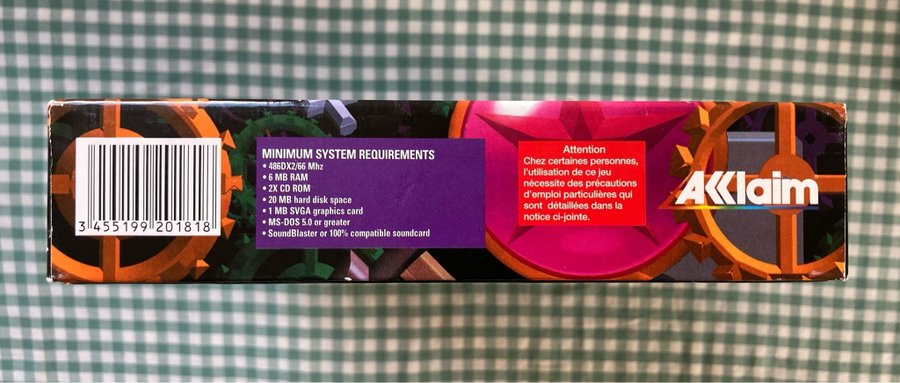 3 455199 201818
MINIMUM SYSTEM REQUIREMENTS
• 486DX2/66 Mhz
• 6 MB RAM
• 2X CD ROM
• 20 MB hard disk space
• 1 MB SVGA graphics card
• MS-DOS 5.0 or greater
• SoundBlaster or 100% compatible soundcard
Attention
Chez certaines personnes,
l'utilisation de ce jeu
nécessite des précautions
d'emploi particulières qui
sont détaillées dans la
notice ci-jointe.
AKKlaim